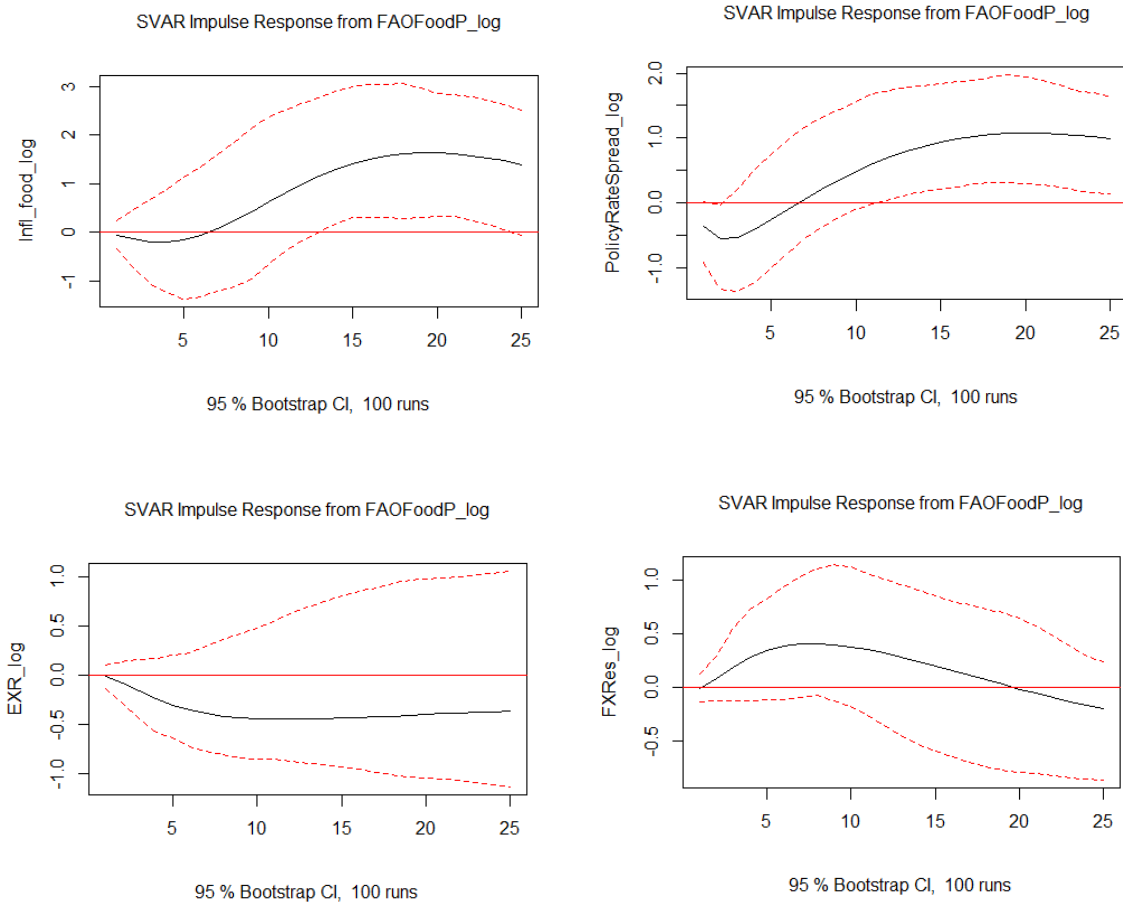 SVAR Impulse Response from FAOFoodP_log
Infl_food_log
3
2
1
0
-1
5 10 15 20 25
95 % Bootstrap CI, 100 runs
SVAR Impulse Response from FAOFoodP_log
PolicyRateSpread_log
2.0
1.0
0.0
-1.0
5 10 15 20 25
95 % Bootstrap CI, 100 runs
SVAR Impulse Response from FAOFoodP_log
EXR_log
1.0
0.5
0.0
-0.5
-1.0
5 10 15 20 25
95 % Bootstrap CI, 100 runs
SVAR Impulse Response from FAOFoodP_log
FXRes_log
1.0
0.5
0.0
-0.5
5 10 15 20 25
95 % Bootstrap CI, 100 runs